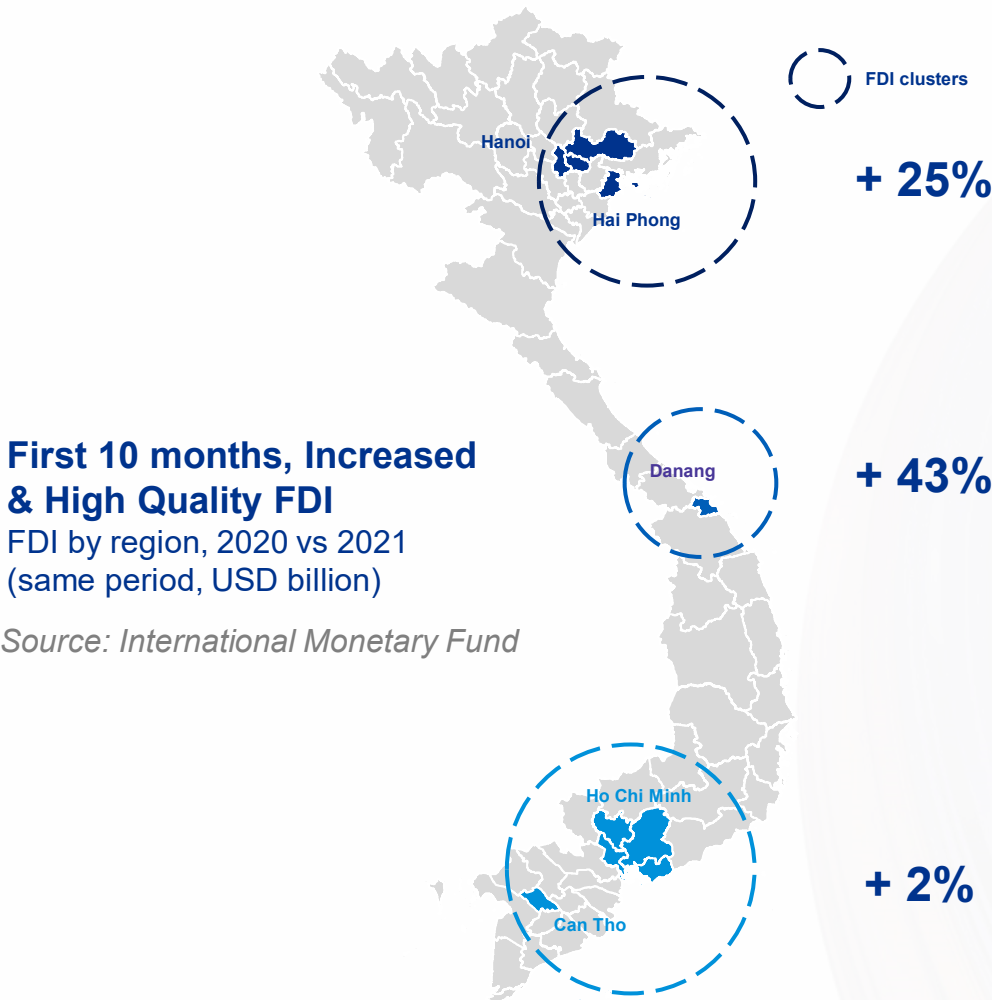 FDI clusters
Hanoi
+ 25%
Hai Phong
First 10 months, Increased
& High Quality FDI
FDI by region, 2020 vs 2021
(same period, USD billion)
Source: International Monetary Fund
Danang
+ 43%
Ho Chi Minh
+ 2%
Can Tho